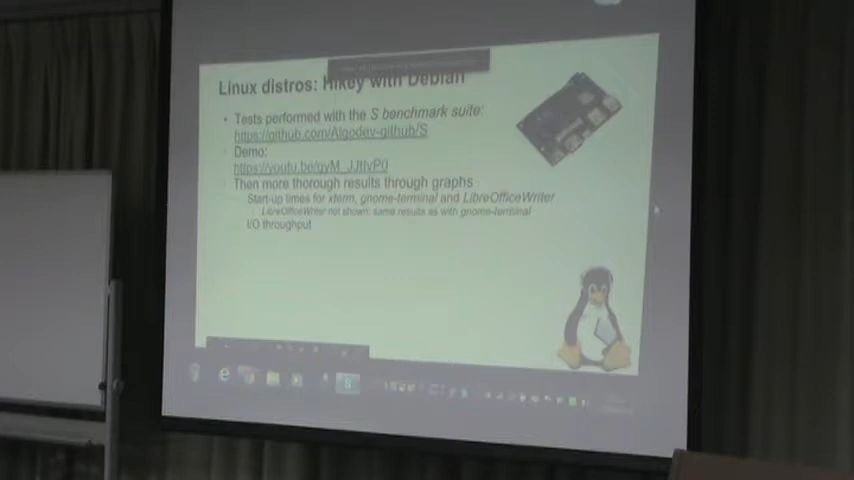 Linux distros: Hikey with Debian
Tests performed with the S benchmark suite:
https://github.com/Algodev-github/S
Demo:
Then more thorough results through graphs
Start-up times for xterm, gnome-terminal and LibreOfficeWriter
LibreOfficeWriter not shown: same results as with gnome-terminal
I/O throughput